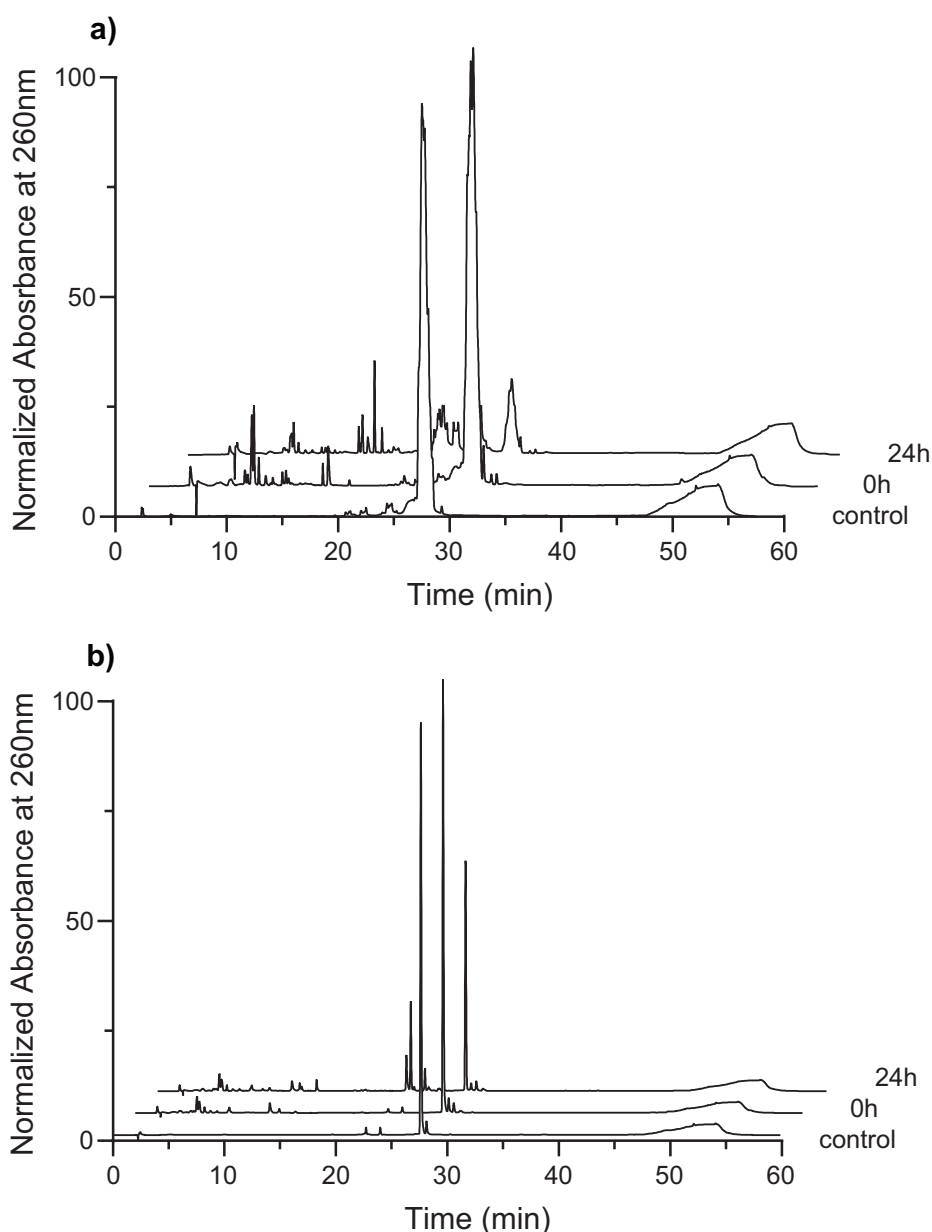 a)
Normalized Abosrbance at 260nm
100
50
0
24h
0h
control
0 10 20 30 40 50 60
Time (min)
b)
Normalized Absorbance at 260nm
100
50
0
24h
0h
control
0 10 20 30 40 50 60
Time (min)